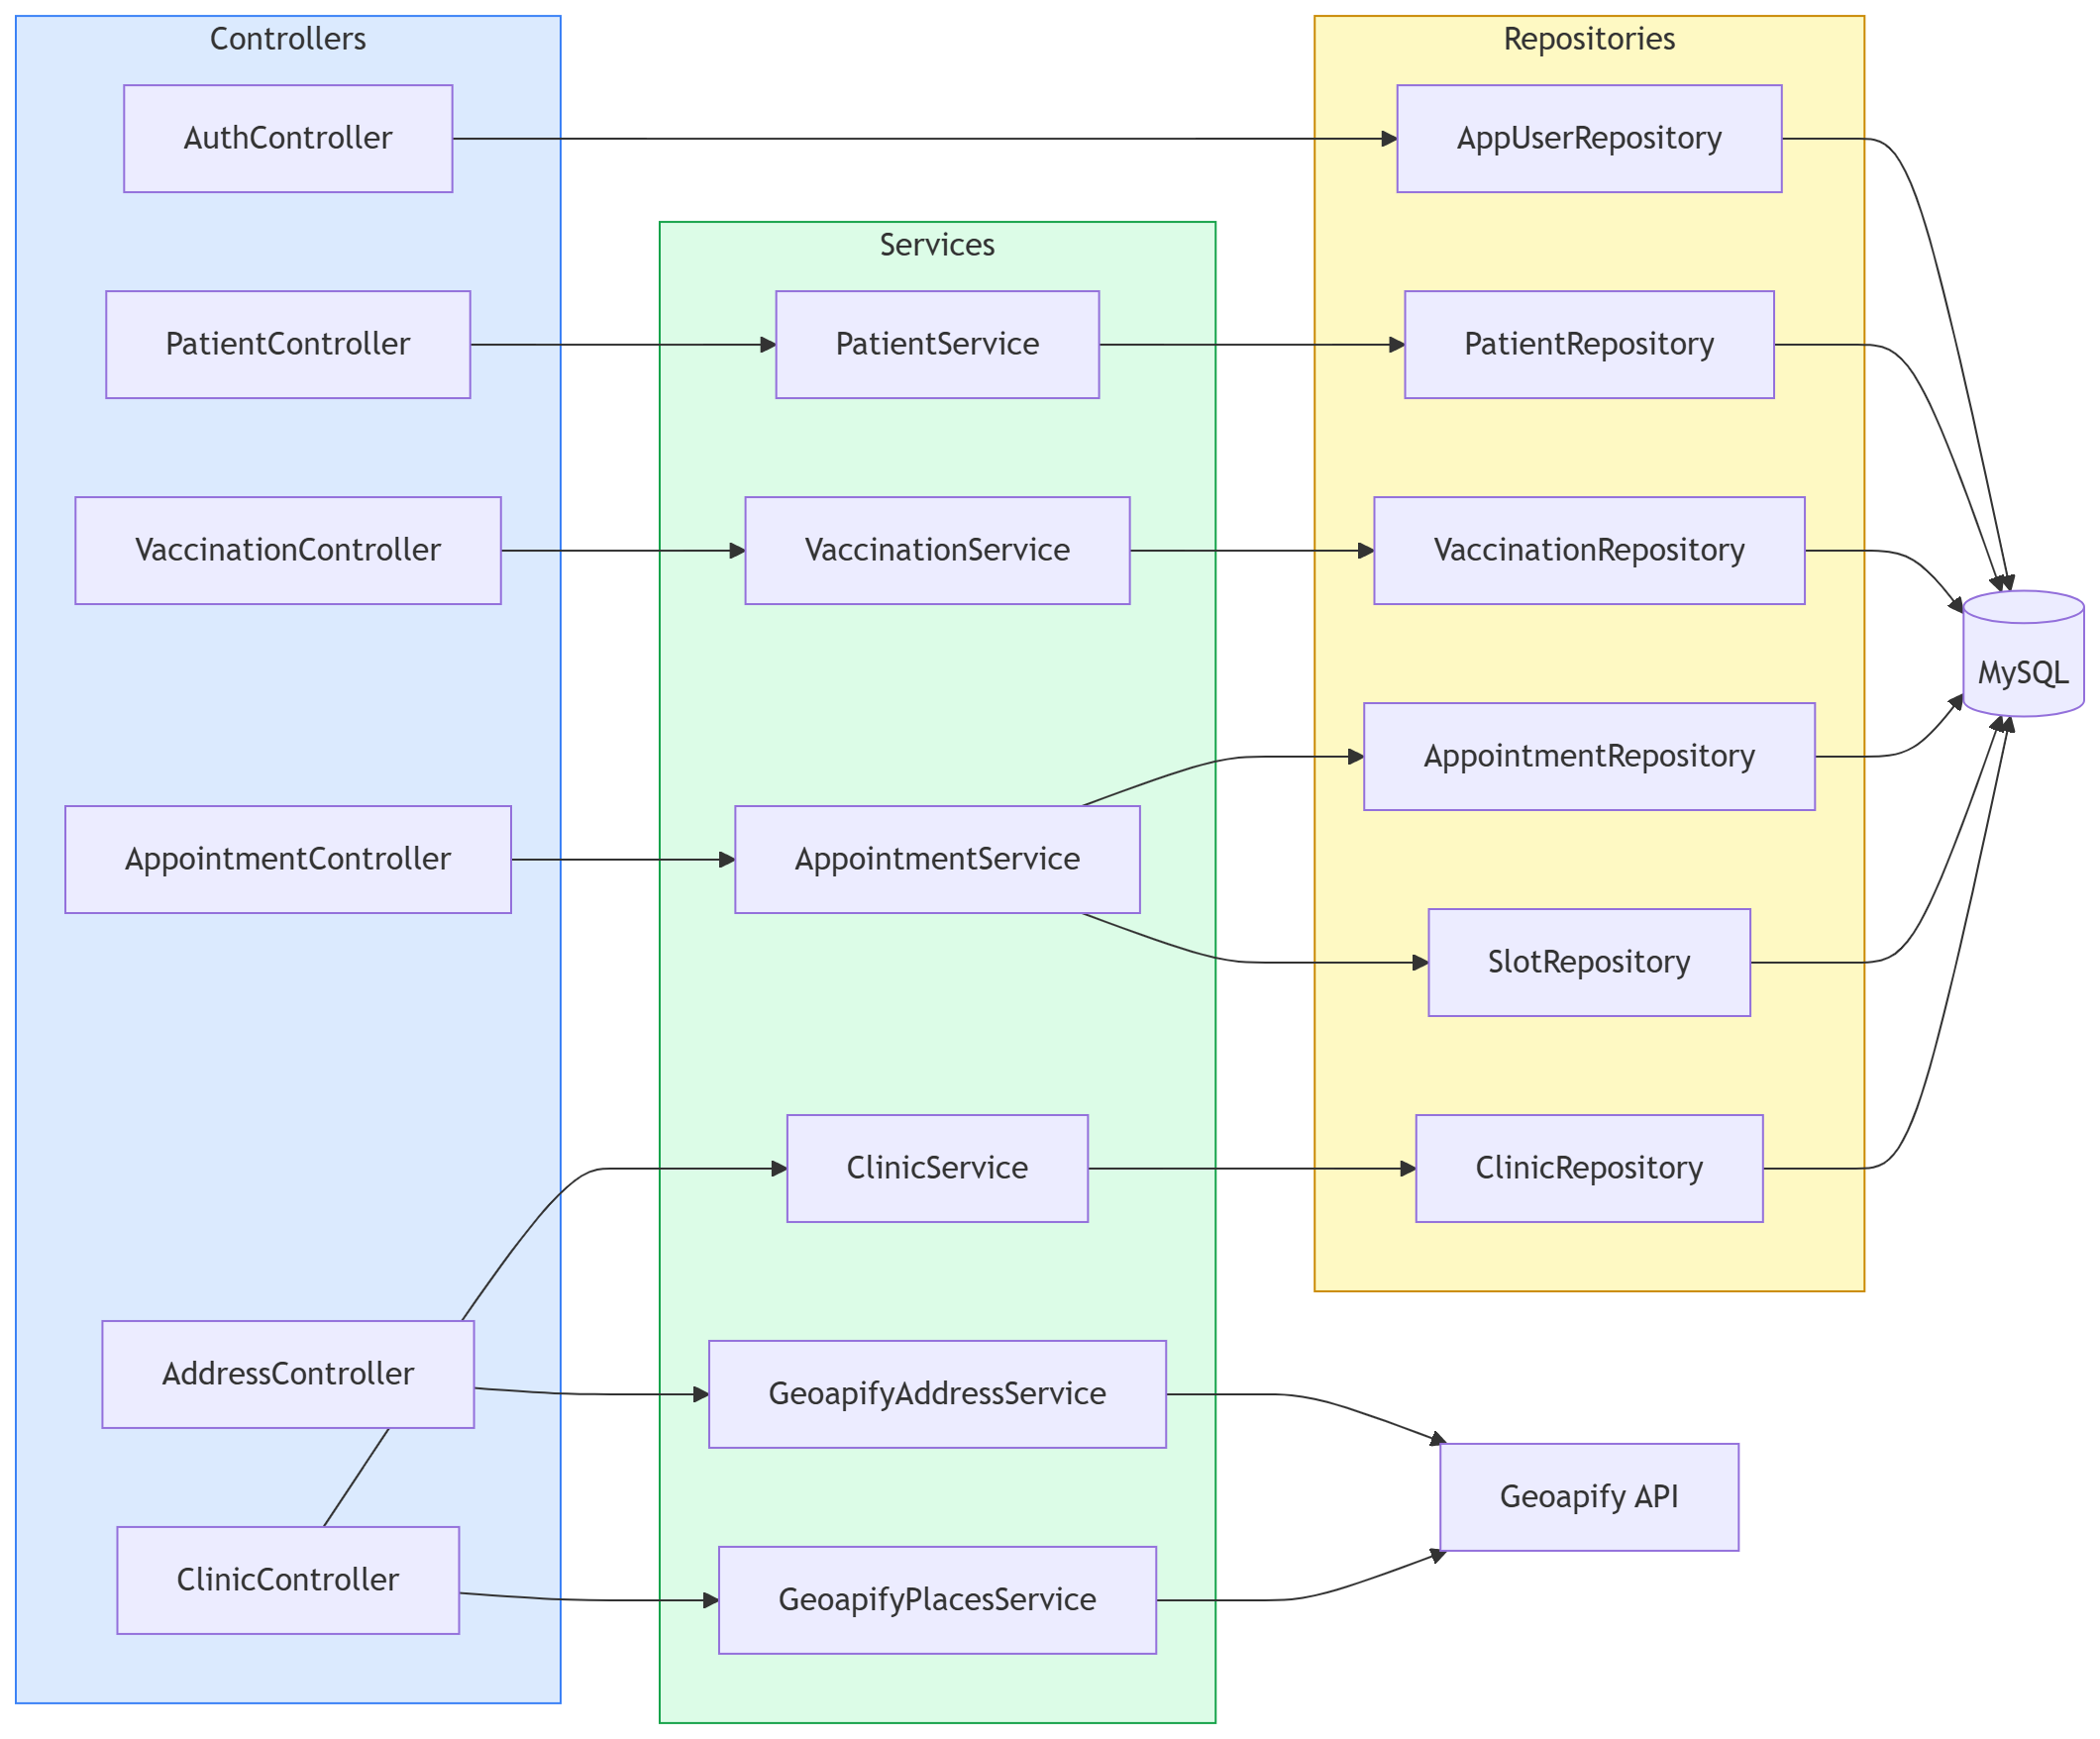 Controllers
AuthController
PatientController
VaccinationController
AppointmentController
AddressController
ClinicController
Services
PatientService
VaccinationService
AppointmentService
ClinicService
GeoapifyAddressService
GeoapifyPlacesService
Repositories
AppUserRepository
PatientRepository
VaccinationRepository
AppointmentRepository
SlotRepository
ClinicRepository
Geoapify API
MySQL